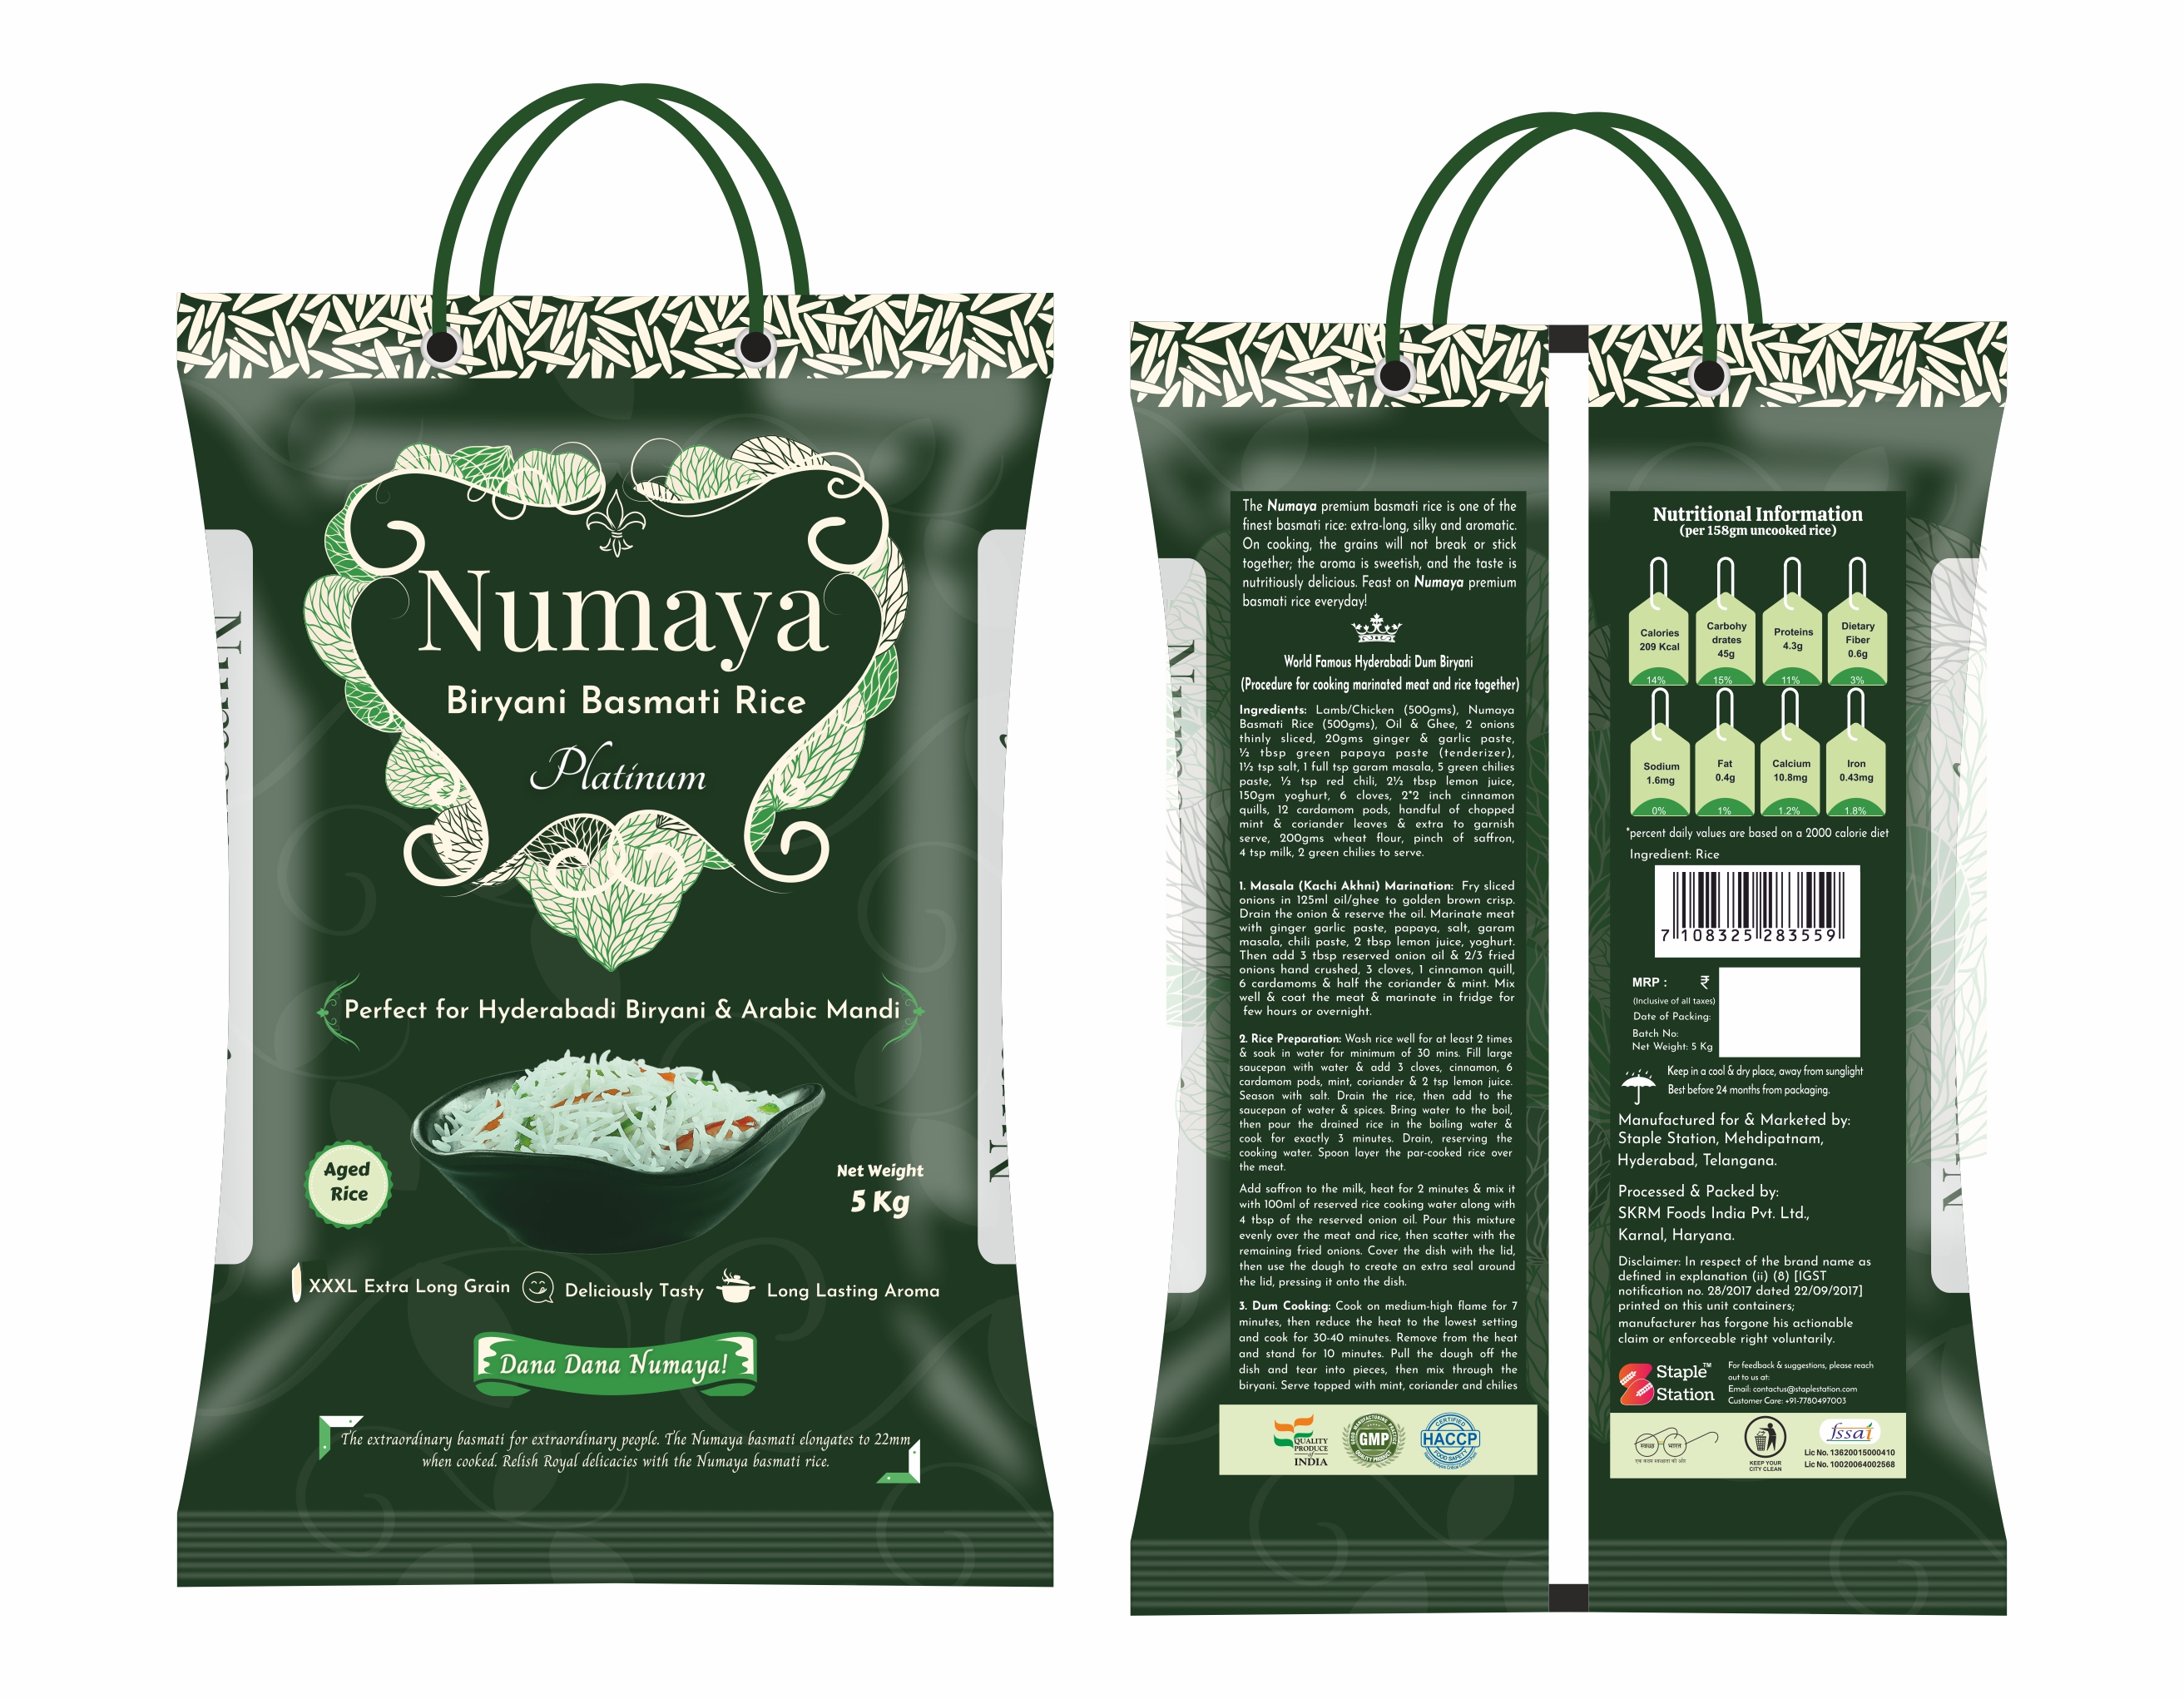 Numaya
Biryani Basmati Rice
Platinum
Perfect for Hyderabadi Biryani & Arabic Mandi
Aged
Rice
Net Weight
5 Kg
XXXL Extra Long Grain
Deliciously Tasty
Long Lasting Aroma
Dana Dana Numaya!
The extraordinary basmati for extraordinary people. The Numaya basmati elongates to 22mm
when cooked. Relish Royal delicacies with the Numaya basmati rice.
The Numaya premium basmati rice is one of the
finest basmati rice: extra-long, silky and aromatic.
On cooking, the grains will not break or stick
together; the aroma is sweetish, and the taste is
nutritiously delicious. Feast on Numaya premium
basmati rice everyday!
World Famous Hyderabadi Dum Biryani
(Procedure for cooking marinated meat and rice together)
Ingredients: Lamb/Chicken (500gms), Numaya
Basmati Rice (500gms), Oil & Ghee, 2 onions
thinly sliced, 20gms ginger & garlic paste,
½ tbsp green papaya paste (tenderizer),
1½ tsp salt, 1 full tsp garam masala, 5 green chilies
paste, ½ tsp red chili, 2½ tbsp lemon juice,
150gm yoghurt, 6 cloves, 2*2 inch cinnamon
quills, 12 cardamom pods, handful of chopped
mint & coriander leaves & extra to garnish
serve, 200gms wheat flour, pinch of saffron,
4 tsp milk, 2 green chilies to serve.
1. Masala (Kachi Akhni) Marination: Fry sliced
onions in 125ml oil/ghee to golden brown crisp.
Drain the onion & reserve the oil. Marinate meat
with ginger garlic paste, papaya, salt, garam
masala, chili paste, 2 tbsp lemon juice, yoghurt.
Then add 3 tbsp reserved onion oil & 2/3 fried
onions hand crushed, 3 cloves, 1 cinnamon quill,
6 cardamoms & half the coriander & mint. Mix
well & coat the meat & marinate in fridge for
few hours or overnight.
2. Rice Preparation: Wash rice well for at least 2 times
& soak in water for minimum of 30 mins. Fill large
saucepan with water & add 3 cloves, cinnamon, 6
cardamom pods, mint, coriander & 2 tsp lemon juice.
Season with salt. Drain the rice, then add to the
saucepan of water & spices. Bring water to the boil,
then pour the drained rice in the boiling water &
cook for exactly 3 minutes. Drain, reserving the
cooking water. Spoon layer the par-cooked rice over
the meat.
Add saffron to the milk, heat for 2 minutes & mix it
with 100ml of reserved rice cooking water along with
4 tbsp of the reserved onion oil. Pour this mixture
evenly over the meat and rice, then scatter with the
remaining fried onions. Cover the dish with the lid,
then use the dough to create an extra seal around
the lid, pressing it onto the dish.
3. Dum Cooking: Cook on medium-high flame for 7
minutes, then reduce the heat to the lowest setting
and cook for 30-40 minutes. Remove from the heat
and stand for 10 minutes. Pull the dough off the
dish and tear into pieces, then mix through the
biryani. Serve topped with mint, coriander and chilies
QUALITY
PRODUCE
of
INDIA
GMP
CERTIFIED
HACCP
FOOD SAFETY
Nutritional Information
(per 158gm uncooked rice)
Calories
209 Kcal
14%
Carbohy
drates
45g
15%
Proteins
4.3g
11%
Dietary
Fiber
0.6g
3%
Sodium
1.6mg
0%
Fat
0.4g
1%
Calcium
10.8mg
1.2%
Iron
0.43mg
1.8%
*percent daily values are based on a 2000 calorie diet
Ingredient: Rice
7 108325 283559
MRP : ₹
(Inclusive of all taxes)
Date of Packing:
Batch No:
Net Weight: 5 Kg
Keep in a cool & dry place, away from sunlight
Best before 24 months from packaging.
Manufactured for & Marketed by:
Staple Station, Mehdipatnam,
Hyderabad, Telangana.
Processed & Packed by:
SKRM Foods India Pvt. Ltd.,
Karnal, Haryana.
Disclaimer: In respect of the brand name as
defined in explanation (ii) (8) [IGST
notification no. 28/2017 dated 22/09/2017]
printed on this unit containers;
manufacturer has forgone his actionable
claim or enforceable right voluntarily.
Staple™
Station
For feedback & suggestions, please reach
out to us at:
Email: contactus@staplestation.com
Customer Care: +91-7780497003
स्वच्छ भारत
एक कदम स्वच्छता की ओर
KEEP YOUR
CITY CLEAN
fssai
Lic No. 13620015000410
Lic No. 10020064002568